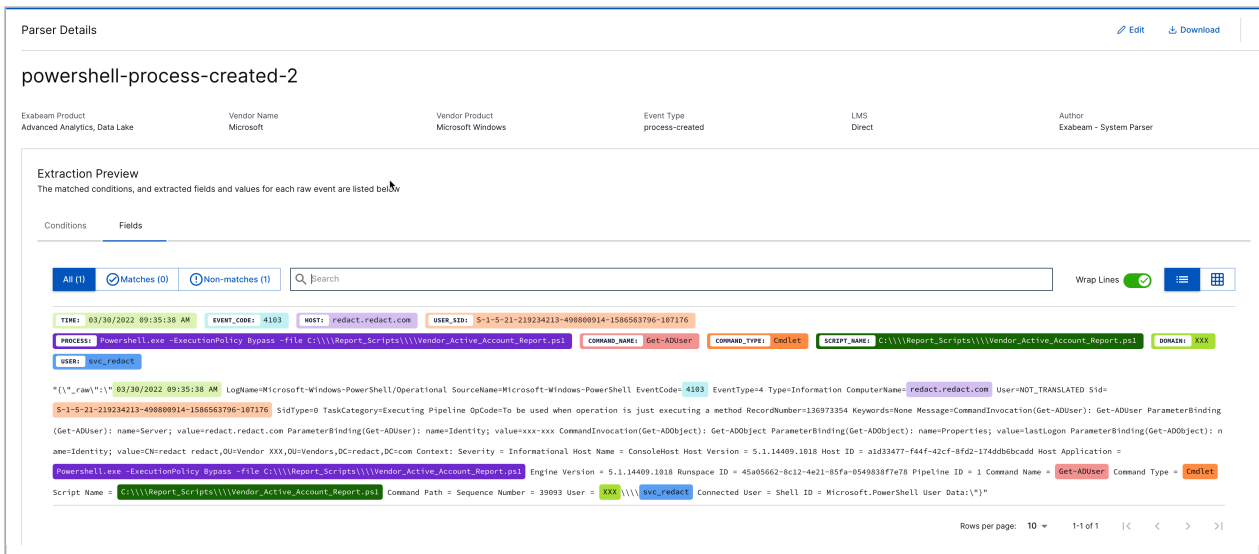 Parser Details
Edit
Download
powershell-process-created-2
Exabeam Product Vendor Name Vendor Product Event Type LMS Author
Advanced Analytics, Data Lake Microsoft Microsoft Windows process-created Direct Exabeam - System Parser
Extraction Preview
The matched conditions, and extracted fields and values for each raw event are listed below
Conditions Fields
All (1) Matches (0) Non-matches (1) Search Wrap Lines
TIME: 03/30/2022 09:35:38 AM EVENT_CODE: 4103 HOST: redact.redact.com USER_SID: S-1-5-21-219234213-490800914-1586563796-107176
PROCESS: Powershell.exe -ExecutionPolicy Bypass -file C:\\\\Report_Scripts\\\\Vendor_Active_Account_Report.ps1 COMMAND_NAME: Get-ADUser COMMAND_TYPE: Cmdlet SCRIPT_NAME: C:\\\\Report_Scripts\\\\Vendor_Active_Account_Report.ps1 DOMAIN: XXX
USER: svc_redact
"{\"_raw\":\" 03/30/2022 09:35:38 AM LogName=Microsoft-Windows-PowerShell/Operational SourceName=Microsoft-Windows-PowerShell EventCode= 4103 EventType=4 Type=Information ComputerName= redact.redact.com User=NOT_TRANSLATED Sid=
S-1-5-21-219234213-490800914-1586563796-107176 SidType=0 TaskCategory=Executing Pipeline OpCode=To be used when operation is just executing a method RecordNumber=136973354 Keywords=None Message=CommandInvocation(Get-ADUser): Get-ADUser ParameterBinding
(Get-ADUser): name=Server; value=redact.redact.com ParameterBinding(Get-ADUser): name=Identity; value=xxx-xxx CommandInvocation(Get-ADObject): Get-ADObject ParameterBinding(Get-ADObject): name=Properties; value=lastLogon ParameterBinding(Get-ADObject): n
ame=Identity; value=CN=redact redact,OU=Vendor XXX,OU=Vendors,DC=redact,DC=com Context: Severity = Informational Host Name = ConsoleHost Host Version = 5.1.14409.1018 Host ID = a1d33477-f44f-42cf-8fd2-174ddb6bcadd Host Application =
Powershell.exe -ExecutionPolicy Bypass -file C:\\\\Report_Scripts\\\\Vendor_Active_Account_Report.ps1 Engine Version = 5.1.14409.1018 Runspace ID = 45a05662-8c12-4e21-85fa-0549838f7e78 Pipeline ID = 1 Command Name = Get-ADUser Command Type = Cmdlet
Script Name = C:\\\\Report_Scripts\\\\Vendor_Active_Account_Report.ps1 Command Path = Sequence Number = 39093 User = XXX \\\\ svc_redact Connected User = Shell ID = Microsoft.PowerShell User Data:\"}"
Rows per page: 10 1-1 of 1